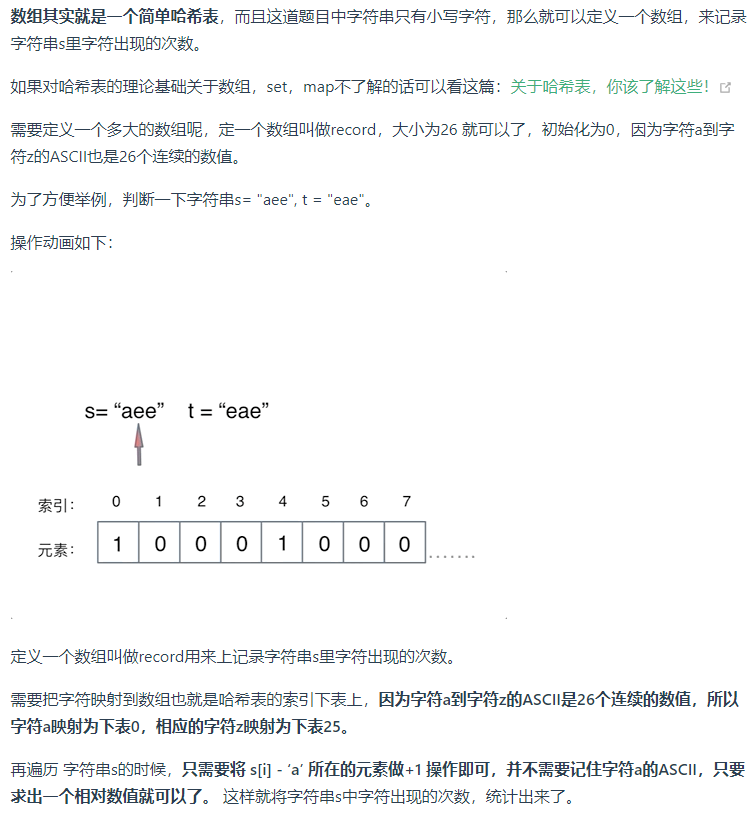 数组其实就是一个简单哈希表，而且这道题目中字符串只有小写字符，那么就可以定义一个数组，来记录
字符串s里字符出现的次数。
如果对哈希表的理论基础关于数组，set，map不了解的话可以看这篇：关于哈希表，你该了解这些！
需要定义一个多大的数组呢，定一个数组叫做record，大小为26 就可以了，初始化为0，因为字符a到字
符z的ASCII也是26个连续的数值。
为了方便举例，判断一下字符串s= "aee", t = "eae"。
操作动画如下：
s= “aee” t = “eae”
索引： 0 1 2 3 4 5 6 7
元素： 1 0 0 0 1 0 0 0 .......
定义一个数组叫做record用来上记录字符串s里字符出现的次数。
需要把字符映射到数组也就是哈希表的索引下表上，因为字符a到字符z的ASCII是26个连续的数值，所以
字符a映射为下表0，相应的字符z映射为下表25。
再遍历 字符串s的时候，只需要将 s[i] - ‘a’ 所在的元素做+1 操作即可，并不需要记住字符a的ASCII，只要
求出一个相对数值就可以了。 这样就将字符串s中字符出现的次数，统计出来了。